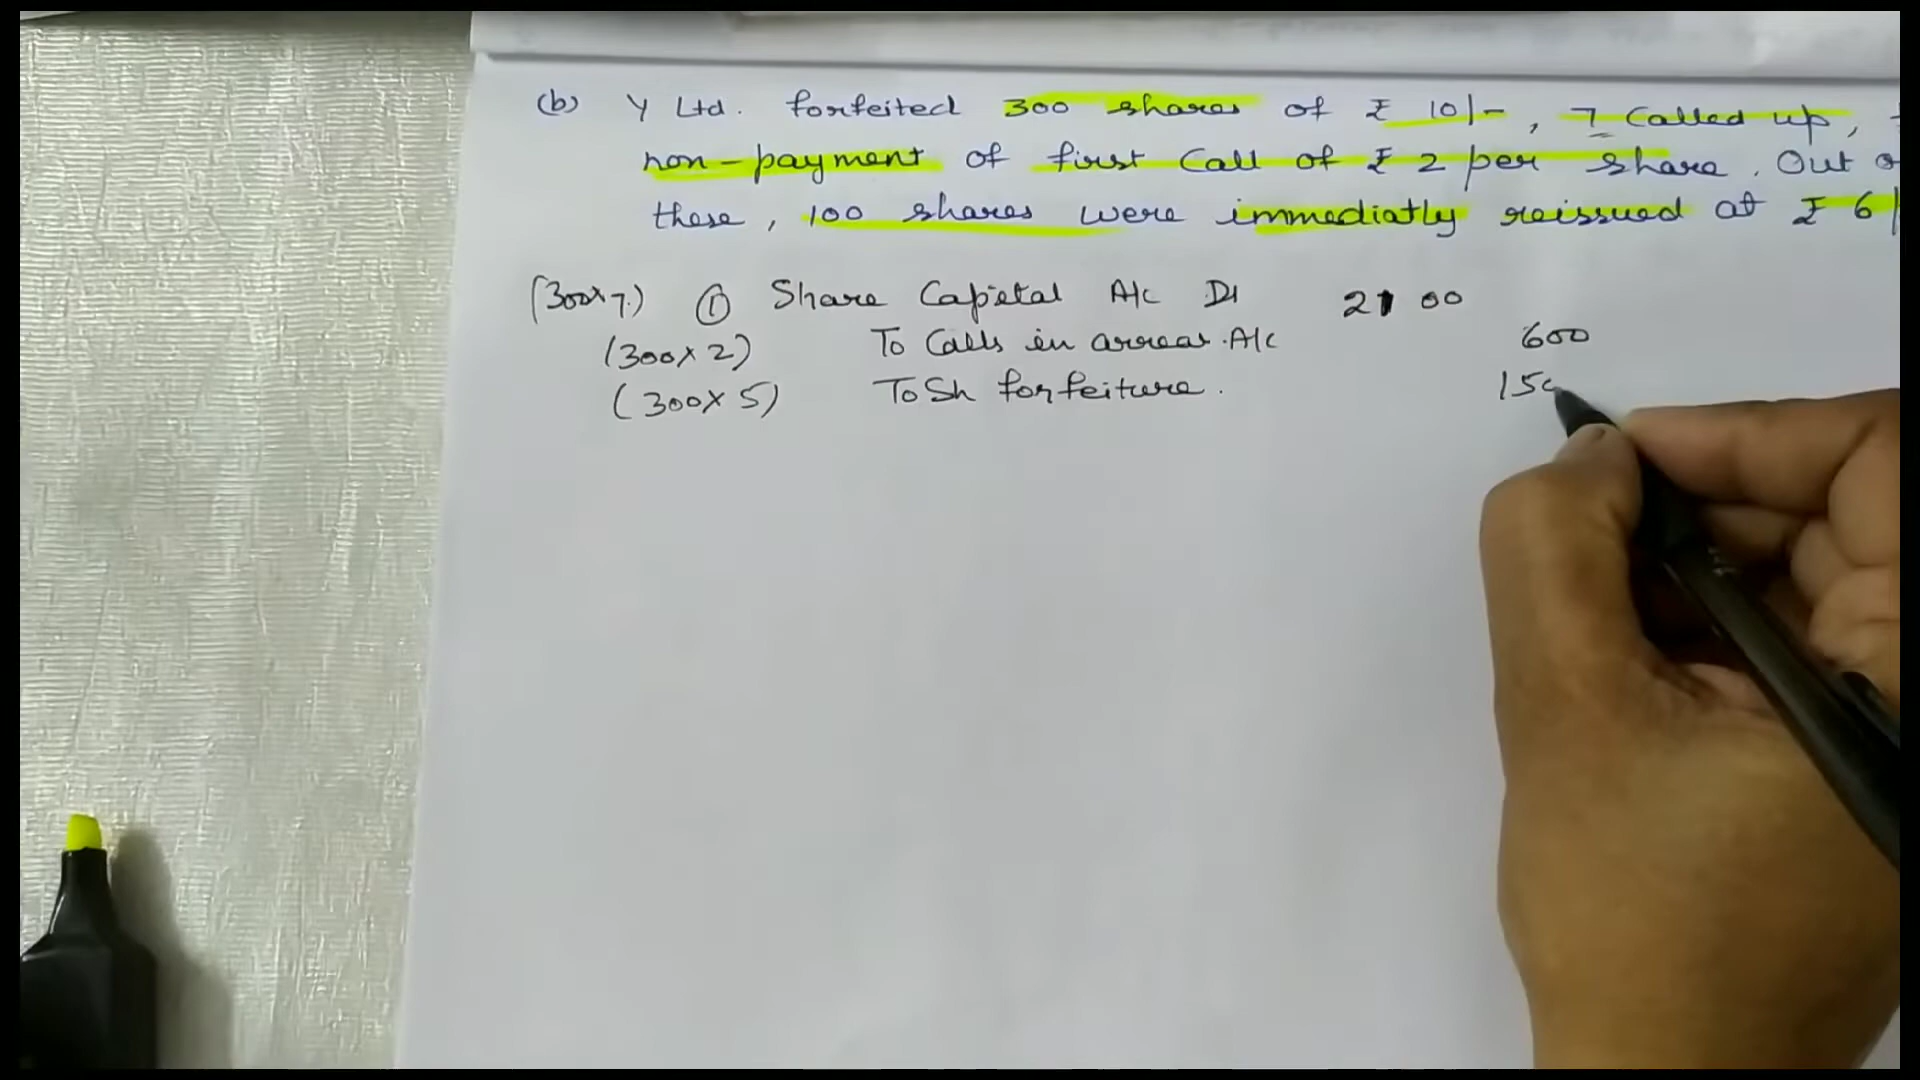 (b) Y Ltd. forfeited 300 shares of ₹ 10/-, 7 Called up,
non-payment of first Call of ₹ 2 per share. Out
these, 100 shares were immediatly reissued at ₹ 6/
(300×7.) ① Share Capetal A/c Dr 2100
(300×2) To Calls in arrear A/c 600
(300×5) To Sh forfeiture. 150